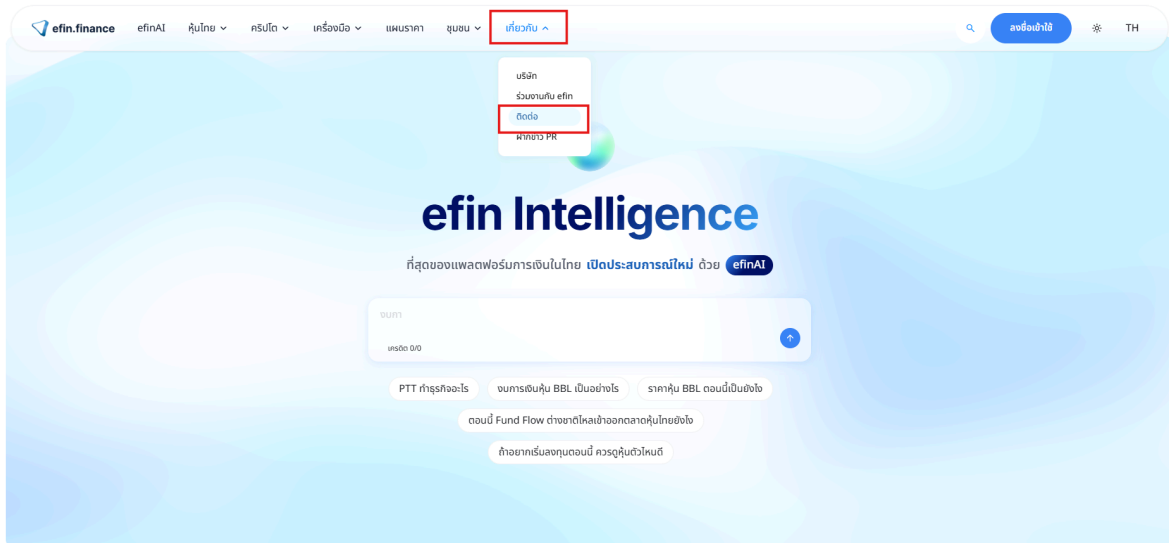 efin.finance efinAI หุ้นไทย คริปโต เครื่องมือ แผนราคา ชุมชน เกี่ยวกับ ลงชื่อเข้าใช้ TH
บริษัท
ร่วมงานกับ efin
ติดต่อ
ฝากข่าว PR
efin Intelligence
ที่สุดของแพลตฟอร์มการเงินในไทย เปิดประสบการณ์ใหม่ ด้วย efinAI
งบกา
เครดิต 0/0
PTT ทำธุรกิจอะไร งบการเงินหุ้น BBL เป็นอย่างไร ราคาหุ้น BBL ตอนนี้เป็นยังไง
ตอนนี้ Fund Flow ต่างชาติไหลเข้าออกตลาดหุ้นไทยยังไง
ถ้าอยากเริ่มลงทุนตอนนี้ ควรดูหุ้นตัวไหนดี